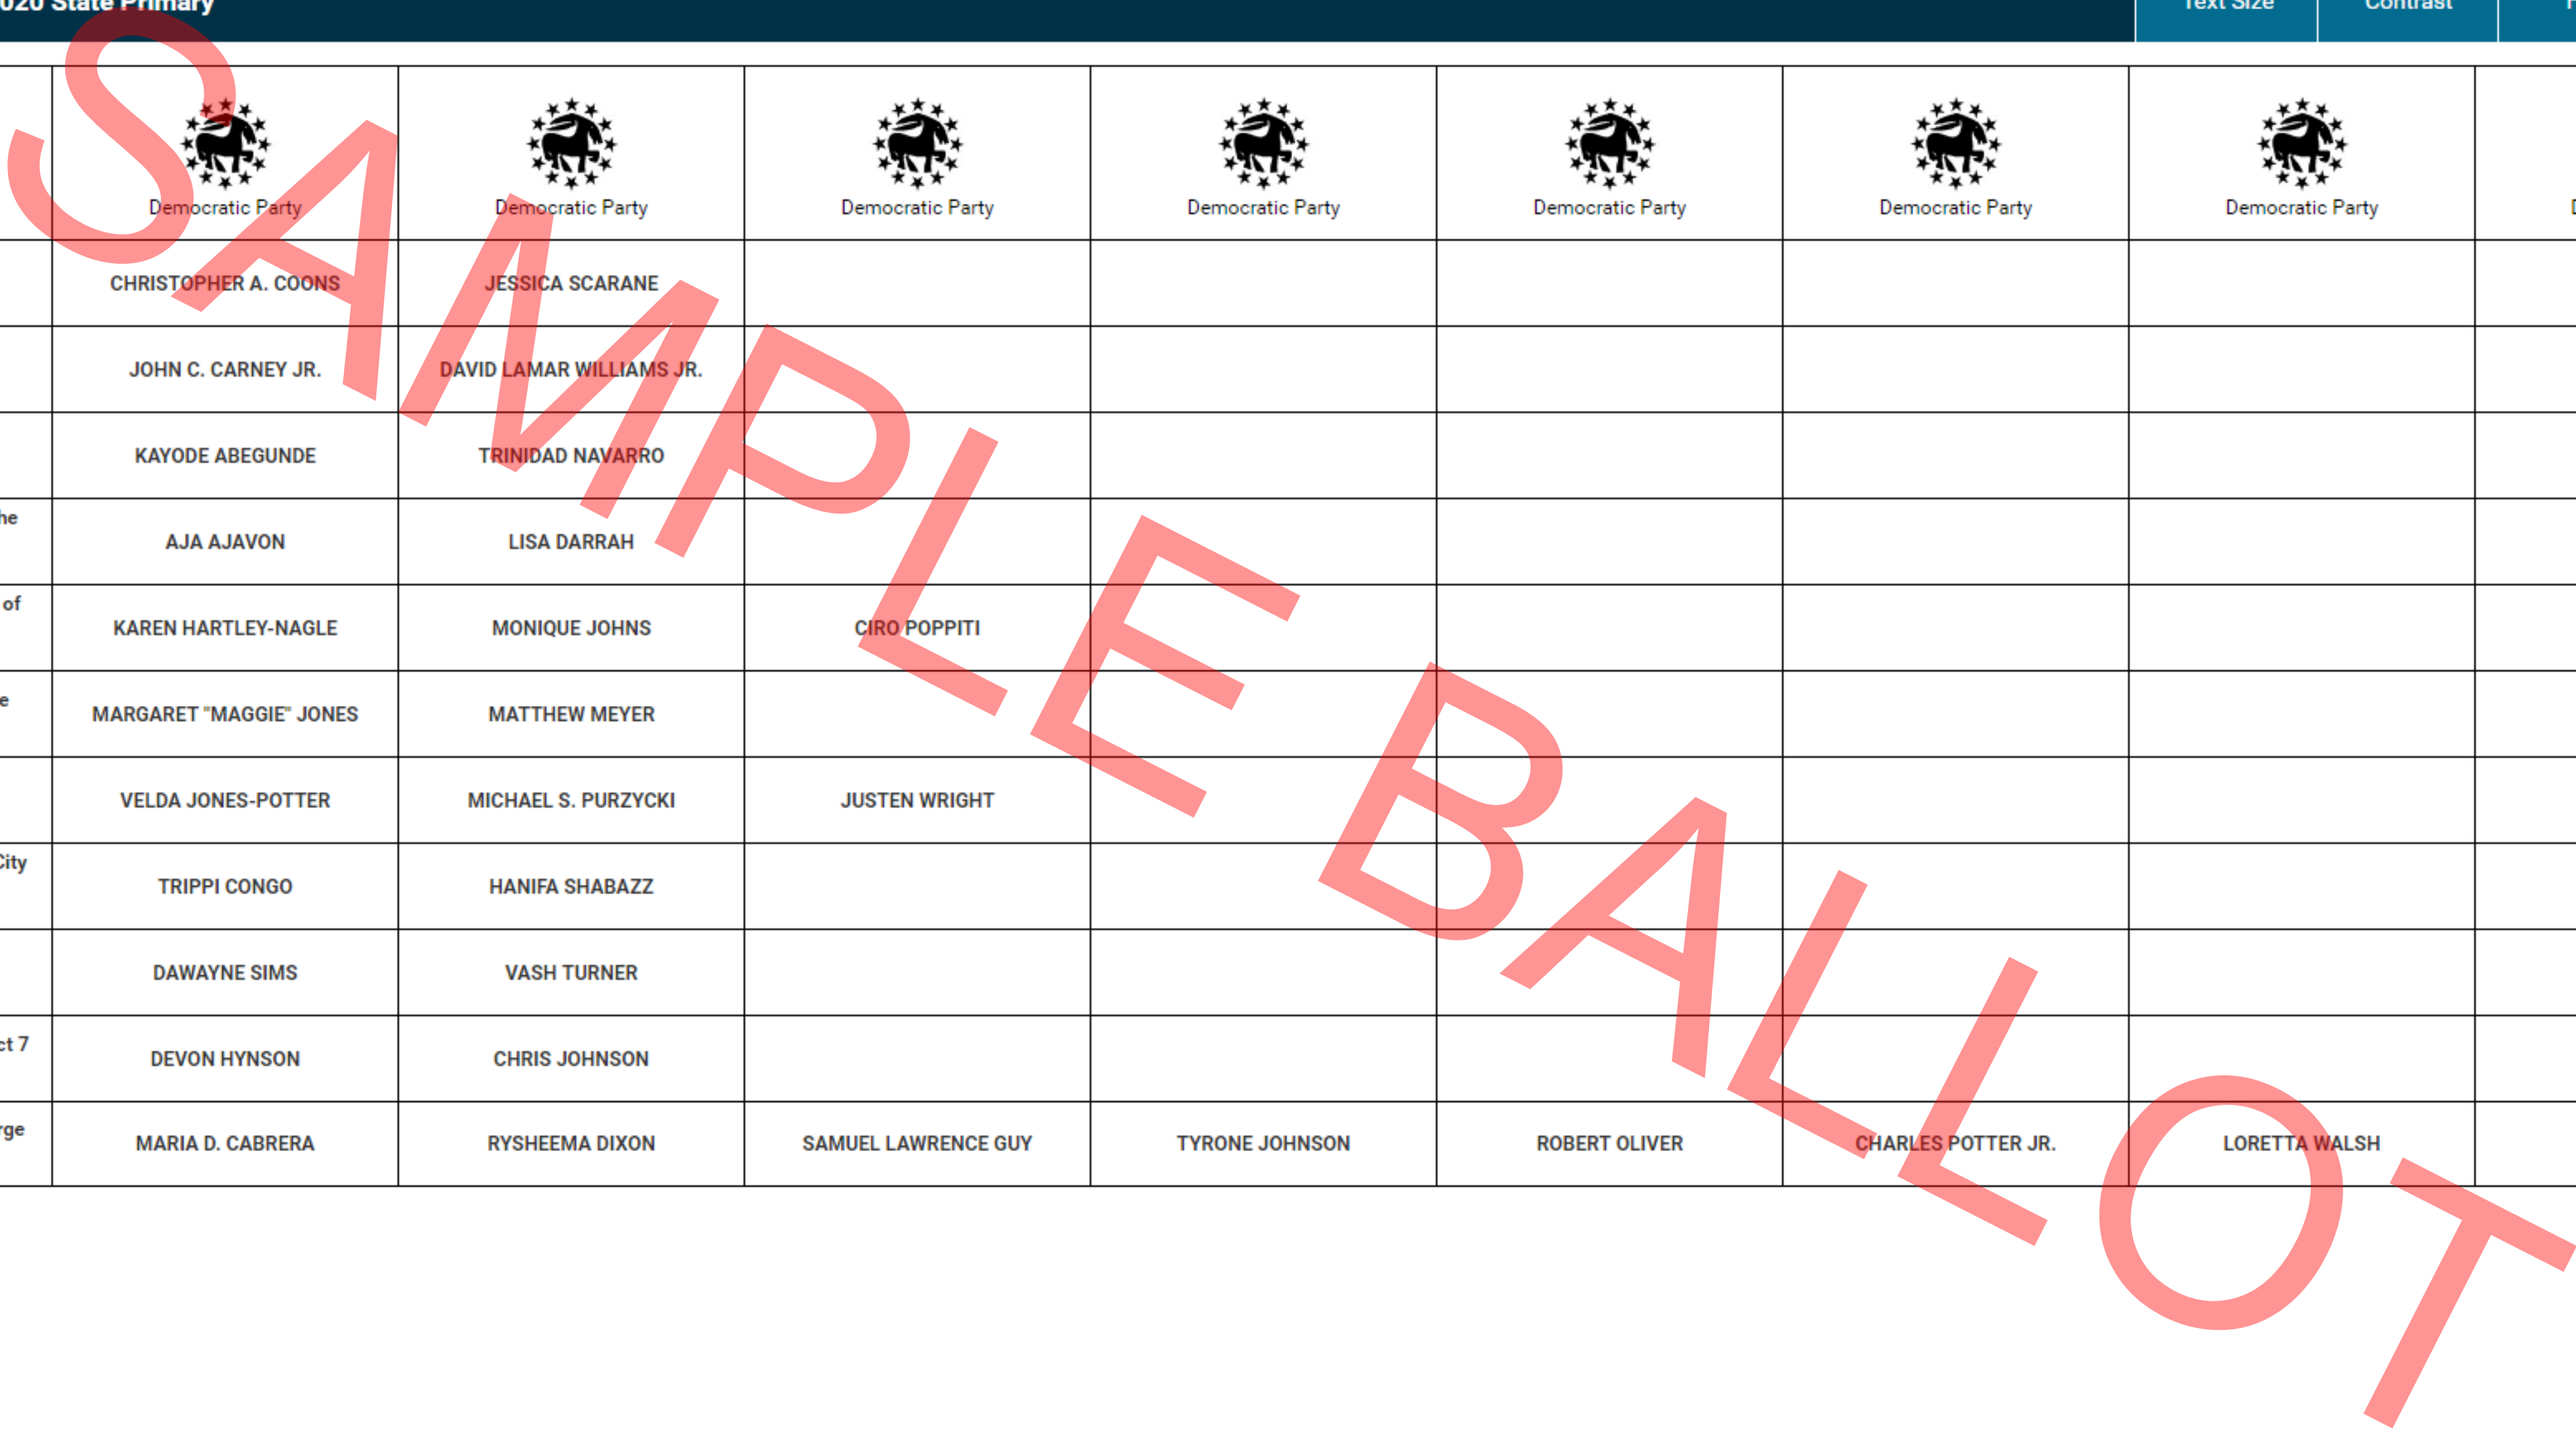 020 State Primary Text Size Contrast
Democratic Party Democratic Party Democratic Party Democratic Party Democratic Party Democratic Party Democratic Party
CHRISTOPHER A. COONS JESSICA SCARANE
JOHN C. CARNEY JR. DAVID LAMAR WILLIAMS JR.
KAYODE ABEGUNDE TRINIDAD NAVARRO
he
AJA AJAVON LISA DARRAH
of
KAREN HARTLEY-NAGLE MONIQUE JOHNS CIRO POPPITI
e
MARGARET "MAGGIE" JONES MATTHEW MEYER
VELDA JONES-POTTER MICHAEL S. PURZYCKI JUSTEN WRIGHT
City
TRIPPI CONGO HANIFA SHABAZZ
DAWAYNE SIMS VASH TURNER
ct 7
DEVON HYNSON CHRIS JOHNSON
rge
MARIA D. CABRERA RYSHEEMA DIXON SAMUEL LAWRENCE GUY TYRONE JOHNSON ROBERT OLIVER CHARLES POTTER JR. LORETTA WALSH
SAMPLE BALLOT